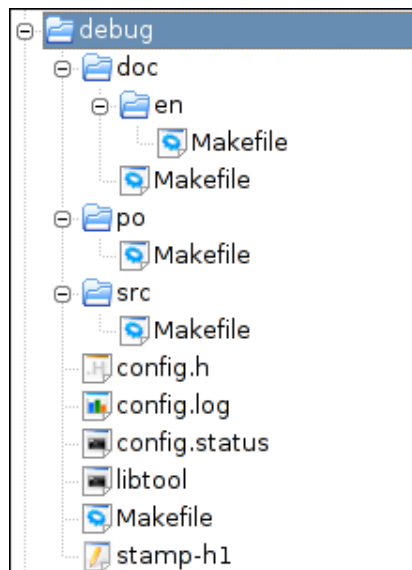 debug
doc
en
Makefile
Makefile
po
Makefile
src
Makefile
config.h
config.log
config.status
libtool
Makefile
stamp-h1